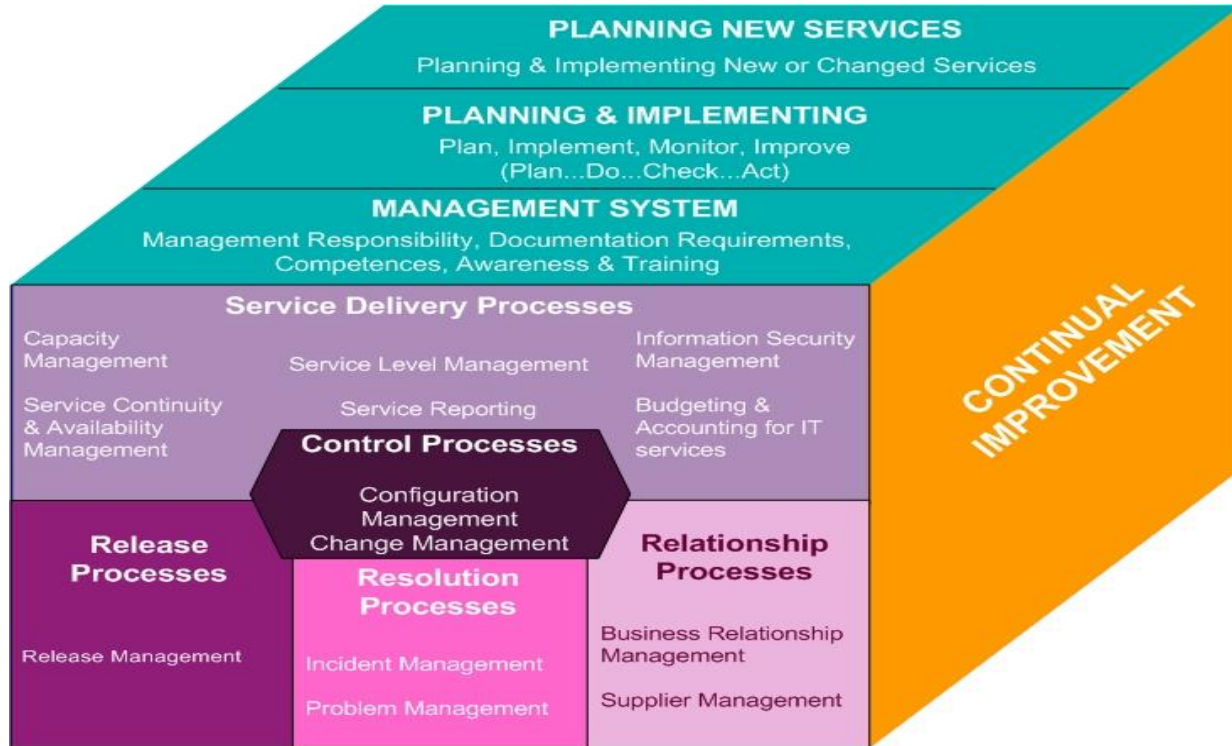 PLANNING NEW SERVICES
Planning & Implementing New or Changed Services
PLANNING & IMPLEMENTING
Plan, Implement, Monitor, Improve
(Plan...Do...Check...Act)
MANAGEMENT SYSTEM
Management Responsibility, Documentation Requirements,
Competences, Awareness & Training
Service Delivery Processes
Capacity
Management
Service Continuity
& Availability
Management
Service Level Management
Service Reporting
Information Security
Management
Budgeting &
Accounting for IT
services
Control Processes
Configuration
Management
Change Management
Release
Processes
Release Management
Resolution
Processes
Incident Management
Problem Management
Relationship
Processes
Business Relationship
Management
Supplier Management
CONTINUAL
IMPROVEMENT